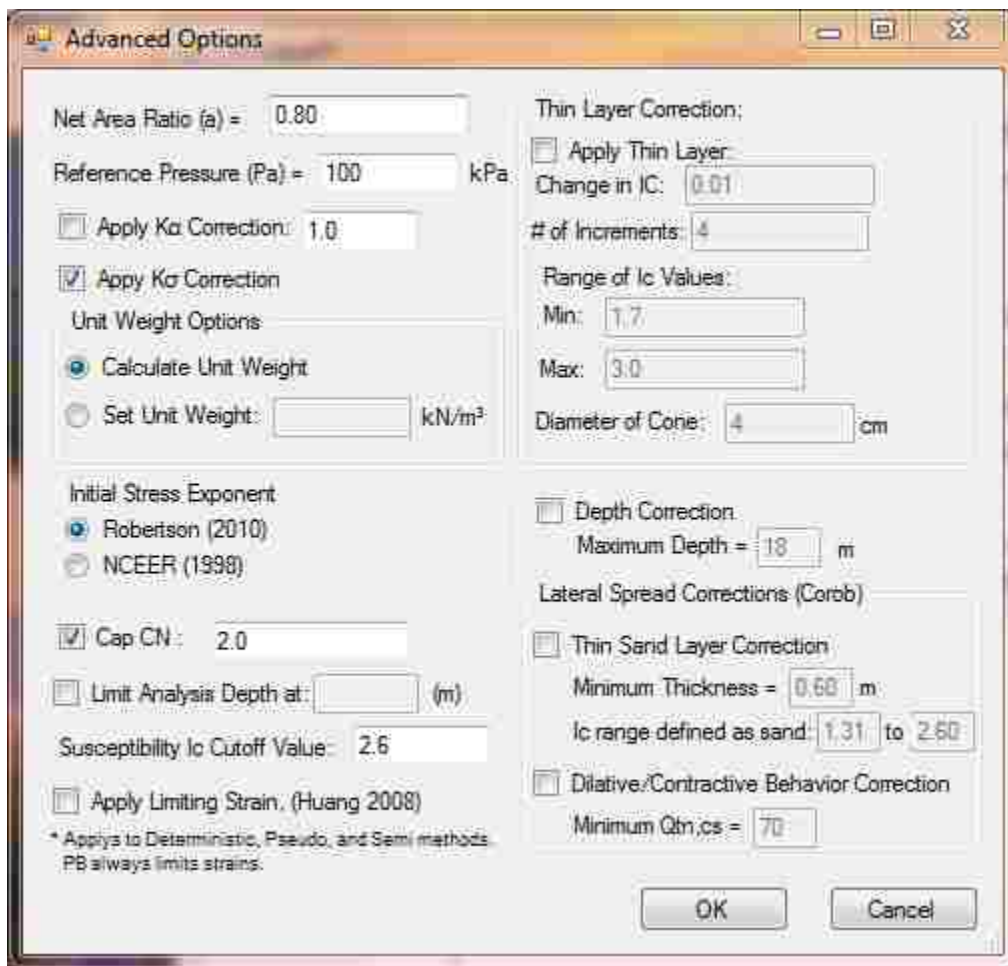 Advanced Options
Net Area Ratio (a) = 0.80
Reference Pressure (Pa) = 100 kPa
Apply Kα Correction: 1.0
Appy Kσ Correction
Unit Weight Options
Calculate Unit Weight
Set Unit Weight: kN/m³
Initial Stress Exponent
Robertson (2010)
NCEER (1998)
Cap CN : 2.0
Limit Analysis Depth at: (m)
Susceptibility Ic Cutoff Value: 2.6
Apply Limiting Strain. (Huang 2008)
* Applys to Deterministic, Pseudo, and Semi methods.
PB always limits strains.
Thin Layer Correction:
Apply Thin Layer:
Change in IC: 0.01
# of Increments: 4
Range of Ic Values:
Min: 1.7
Max: 3.0
Diameter of Cone: 4 cm
Depth Correction
Maximum Depth = 18 m
Lateral Spread Corrections (Corob)
Thin Sand Layer Correction
Minimum Thickness = 0.60 m
Ic range defined as sand: 1.31 to 2.60
Dilative/Contractive Behavior Correction
Minimum Qtn,cs = 70
OK
Cancel